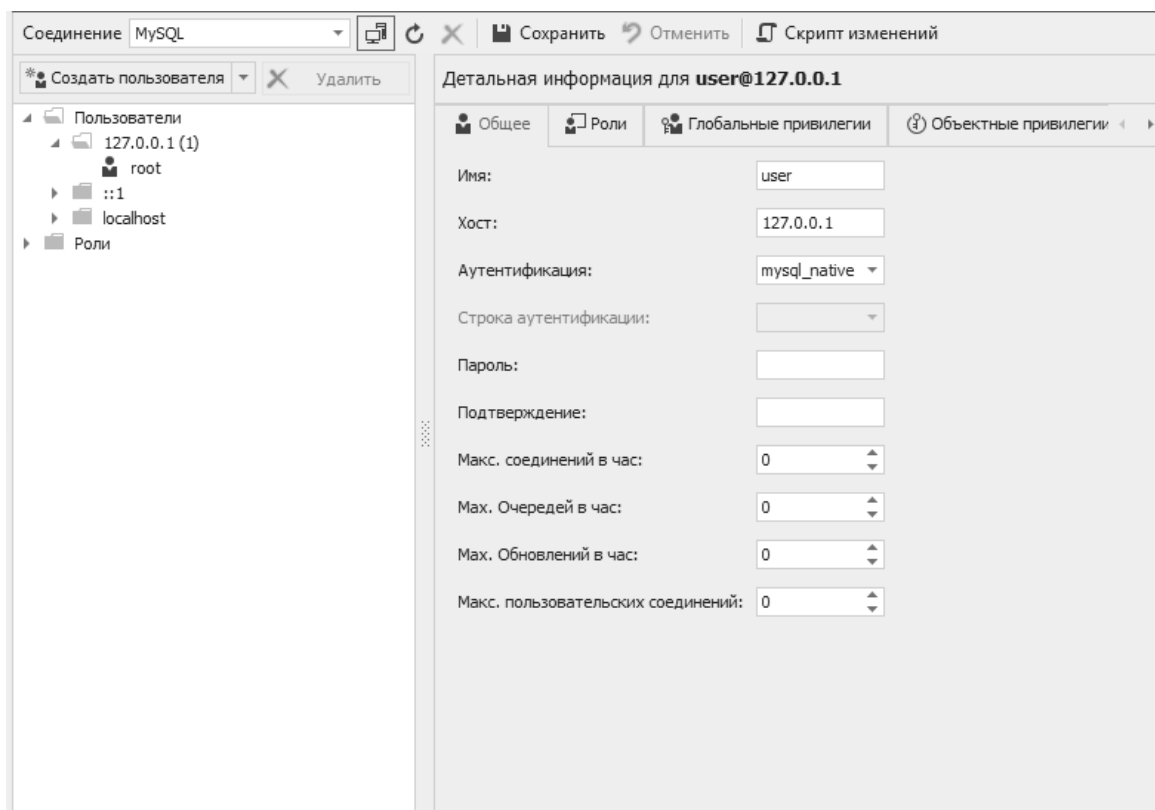 Соединение MySQL Сохранить Отменить Скрипт изменений
Создать пользователя Удалить
Пользователи
127.0.0.1 (1)
root
::1
localhost
Роли
Детальная информация для user@127.0.0.1
Общее Роли Глобальные привилегии Объектные привилегии
Имя: user
Хост: 127.0.0.1
Аутентификация: mysql_native
Строка аутентификации:
Пароль:
Подтверждение:
Макс. соединений в час: 0
Мах. Очередей в час: 0
Мах. Обновлений в час: 0
Макс. пользовательских соединений: 0